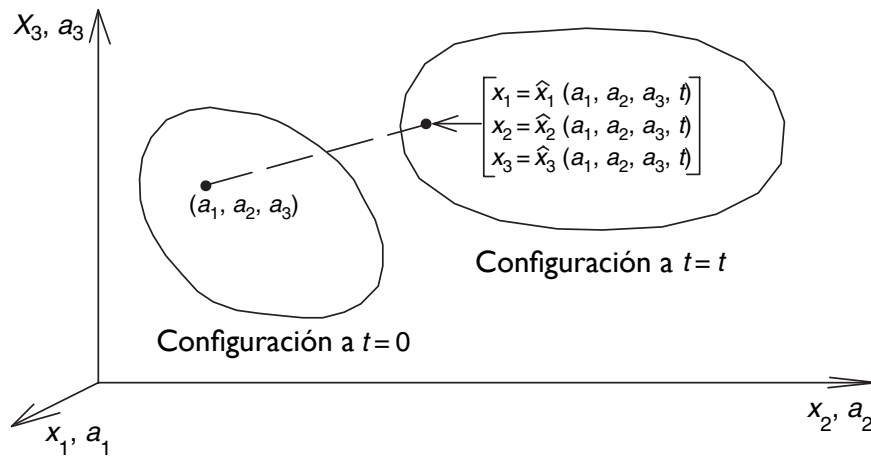 X₃, a₃
x₁ = x̂₁ (a₁, a₂, a₃, t)
x₂ = x̂₂ (a₁, a₂, a₃, t)
x₃ = x̂₃ (a₁, a₂, a₃, t)
(a₁, a₂, a₃)
Configuración a t = t
Configuración a t = 0
x₁, a₁
x₂, a₂